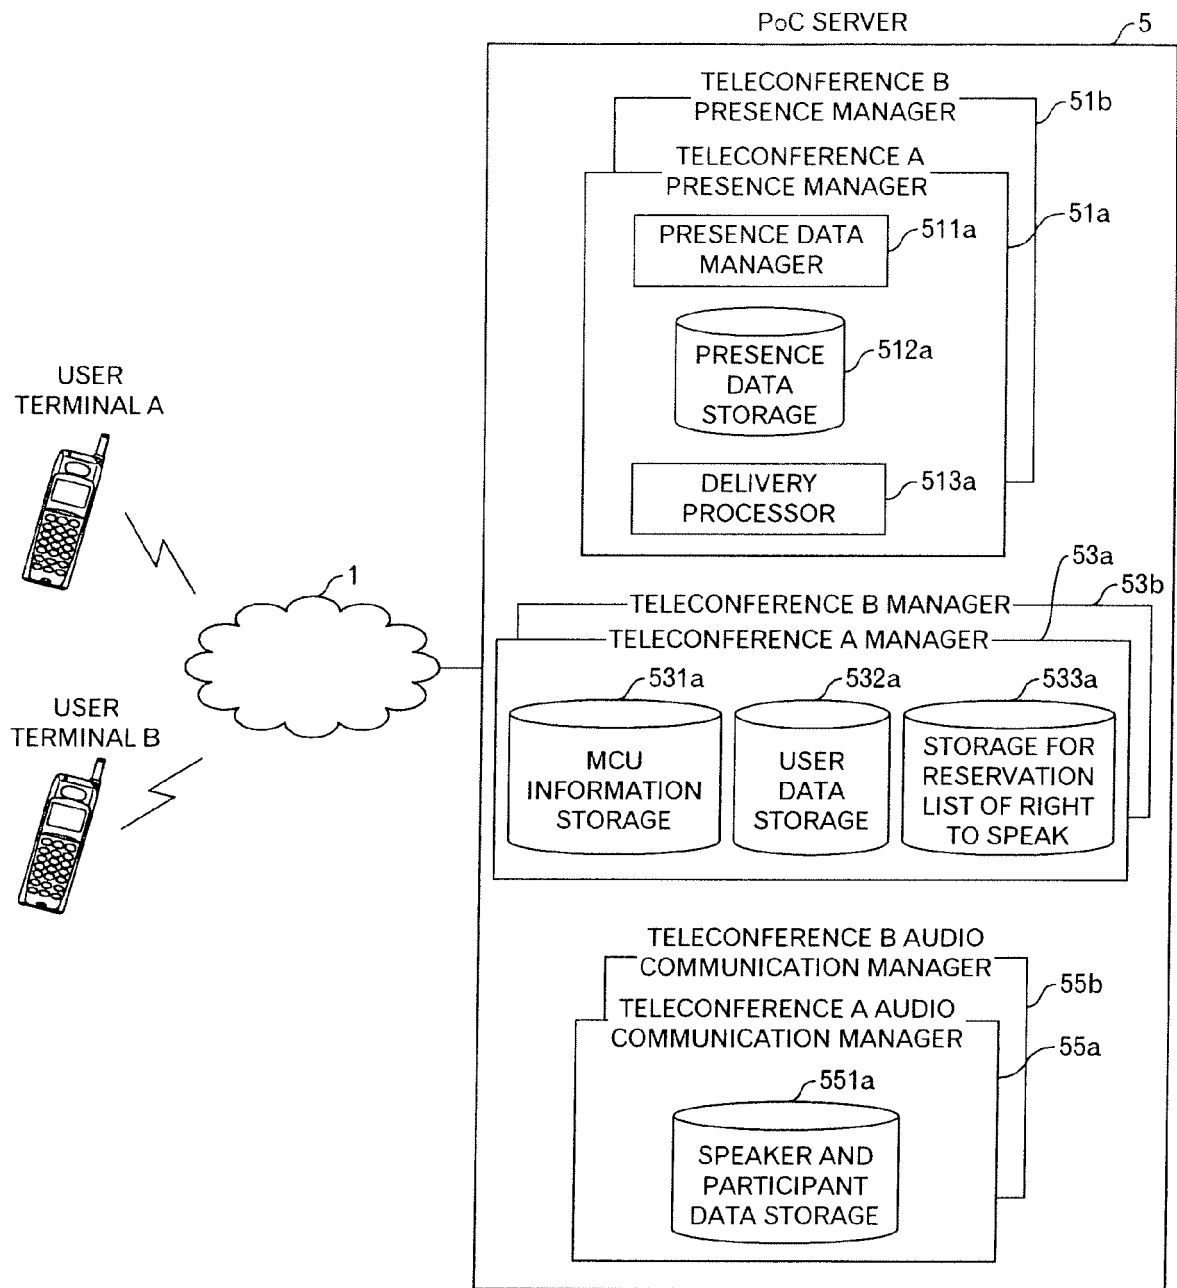 PoC SERVER
5
TELECONFERENCE B
PRESENCE MANAGER
51b
TELECONFERENCE A
PRESENCE MANAGER
51a
PRESENCE DATA
MANAGER
511a
PRESENCE
DATA
STORAGE
512a
DELIVERY
PROCESSOR
513a
USER
TERMINAL A
1
USER
TERMINAL B
53a
53b
TELECONFERENCE B MANAGER
TELECONFERENCE A MANAGER
531a
532a
533a
MCU
INFORMATION
STORAGE
USER
DATA
STORAGE
STORAGE FOR
RESERVATION
LIST OF RIGHT
TO SPEAK
TELECONFERENCE B AUDIO
COMMUNICATION MANAGER
55b
TELECONFERENCE A AUDIO
COMMUNICATION MANAGER
55a
551a
SPEAKER AND
PARTICIPANT
DATA STORAGE